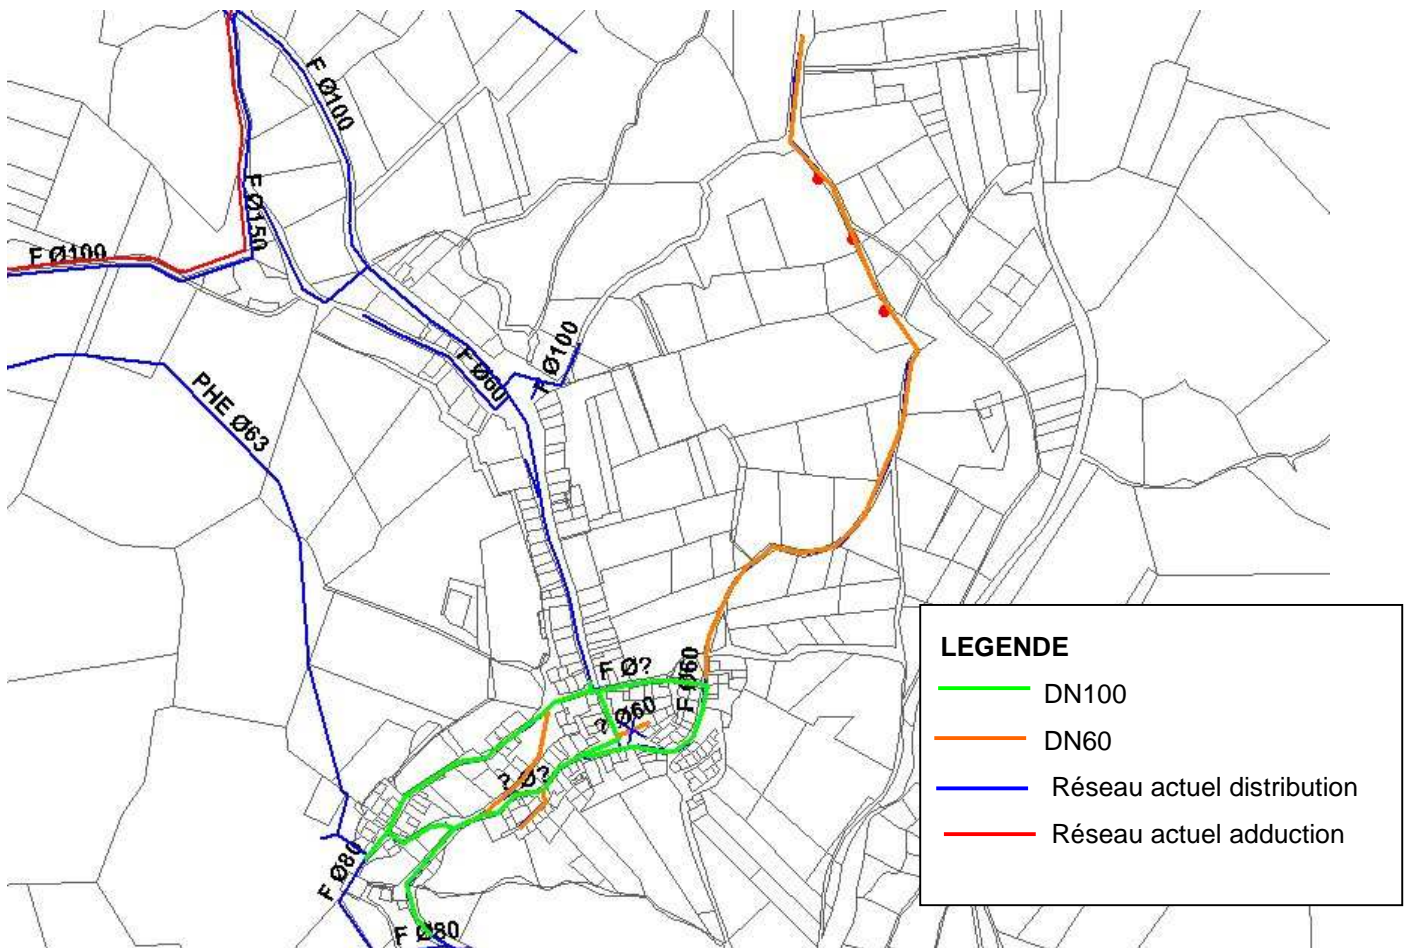 F Ø100
F Ø150
F Ø100
F Ø100
F Ø60
PHE Ø63
F Ø?
F Ø60
? Ø60
? Ø?
F Ø80
F Ø80
LEGENDE
DN100
DN60
Réseau actuel distribution
Réseau actuel adduction